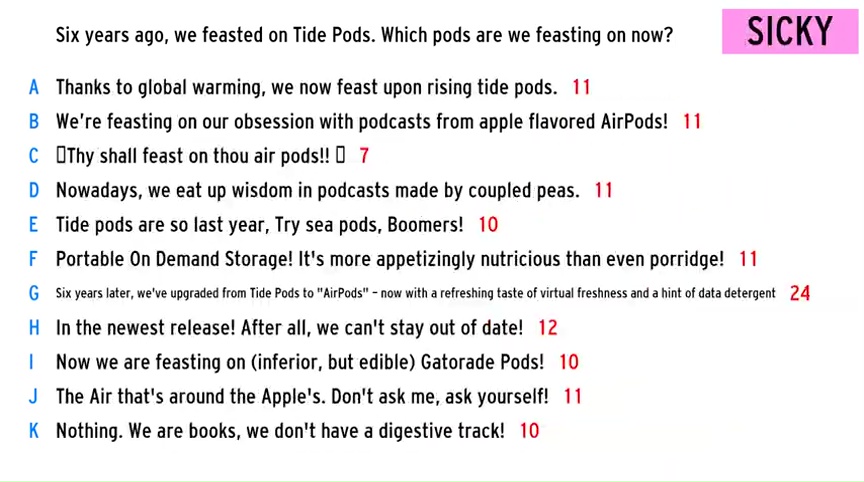 Six years ago, we feasted on Tide Pods. Which pods are we feasting on now?
SICKY
A Thanks to global warming, we now feast upon rising tide pods. 11
B We're feasting on our obsession with podcasts from apple flavored AirPods! 11
C Thy shall feast on thou air pods!! 7
D Nowadays, we eat up wisdom in podcasts made by coupled peas. 11
E Tide pods are so last year, Try sea pods, Boomers! 10
F Portable On Demand Storage! It's more appetizingly nutricious than even porridge! 11
G Six years later, we've upgraded from Tide Pods to "AirPods" – now with a refreshing taste of virtual freshness and a hint of data detergent 24
H In the newest release! After all, we can't stay out of date! 12
I Now we are feasting on (inferior, but edible) Gatorade Pods! 10
J The Air that's around the Apple's. Don't ask me, ask yourself! 11
K Nothing. We are books, we don't have a digestive track! 10